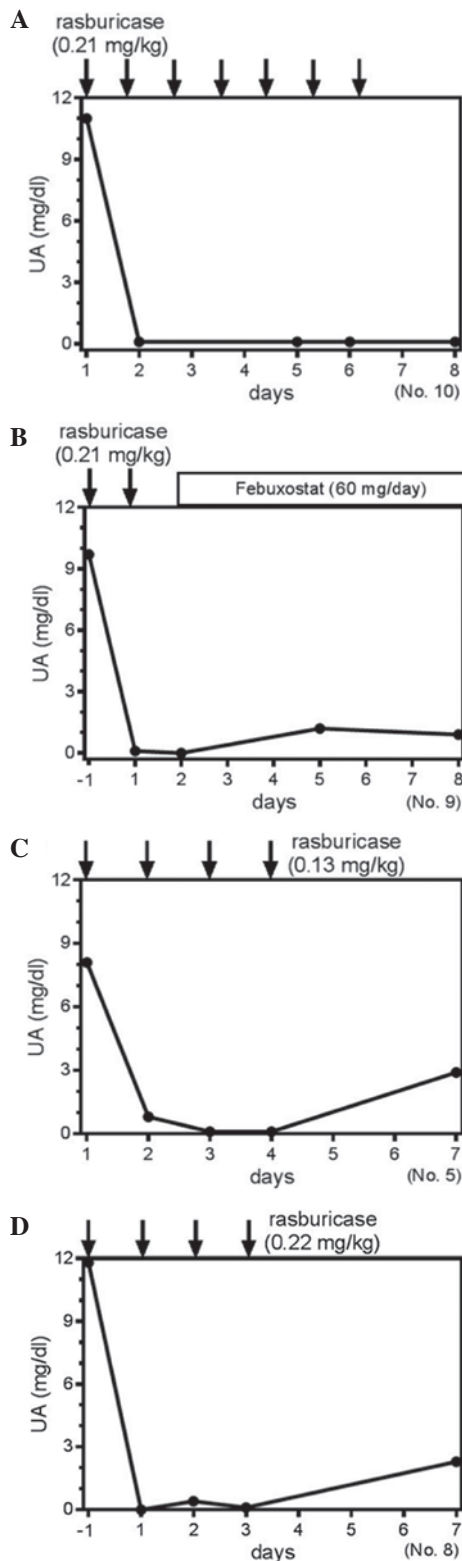 A
rasburicase
(0.21 mg/kg)
12
9
6
3
0
UA (mg/dl)
1 2 3 4 5 6 7 8
days
(No. 10)
B
rasburicase
(0.21 mg/kg)
Febuxostat (60 mg/day)
12
9
6
3
0
UA (mg/dl)
-1 1 2 3 4 5 6 7 8
days
(No. 9)
C
rasburicase
(0.13 mg/kg)
12
9
6
3
0
UA (mg/dl)
1 2 3 4 5 6 7
days
(No. 5)
D
rasburicase
(0.22 mg/kg)
12
9
6
3
0
UA (mg/dl)
-1 1 2 3 4 5 6 7
days
(No. 8)